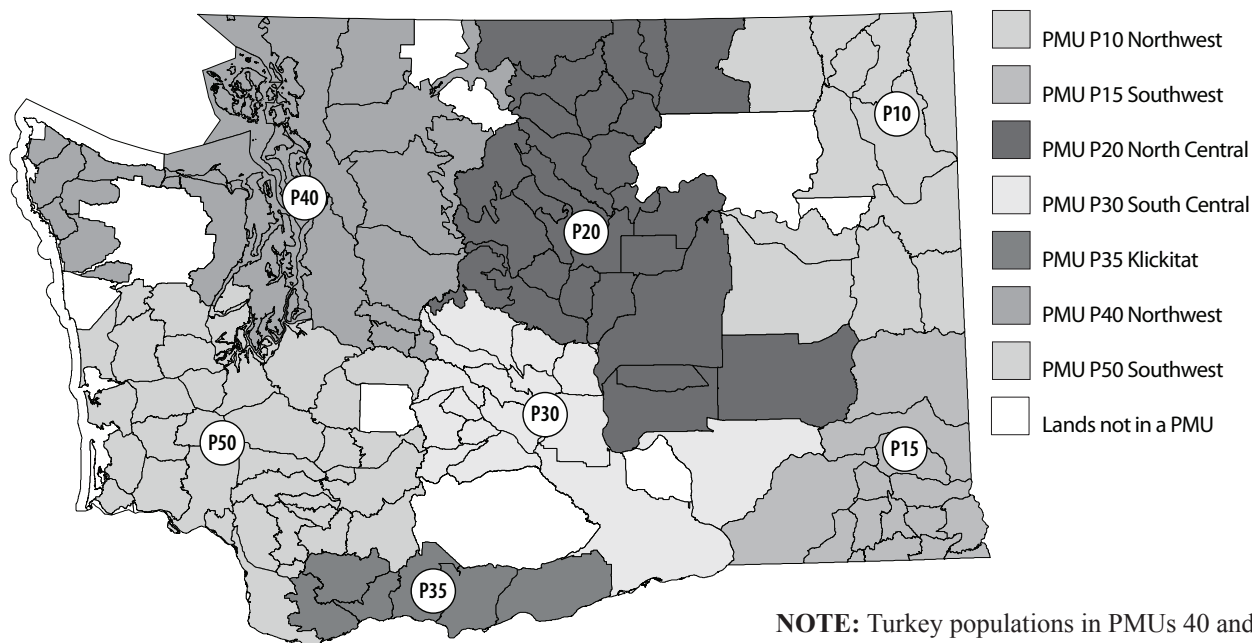 PMU P10 Northwest
PMU P15 Southwest
PMU P20 North Central
PMU P30 South Central
PMU P35 Klickitat
PMU P40 Northwest
PMU P50 Southwest
Lands not in a PMU
P10
P40
P20
P30
P50
P15
P35
NOTE: Turkey populations in PMUs 40 and